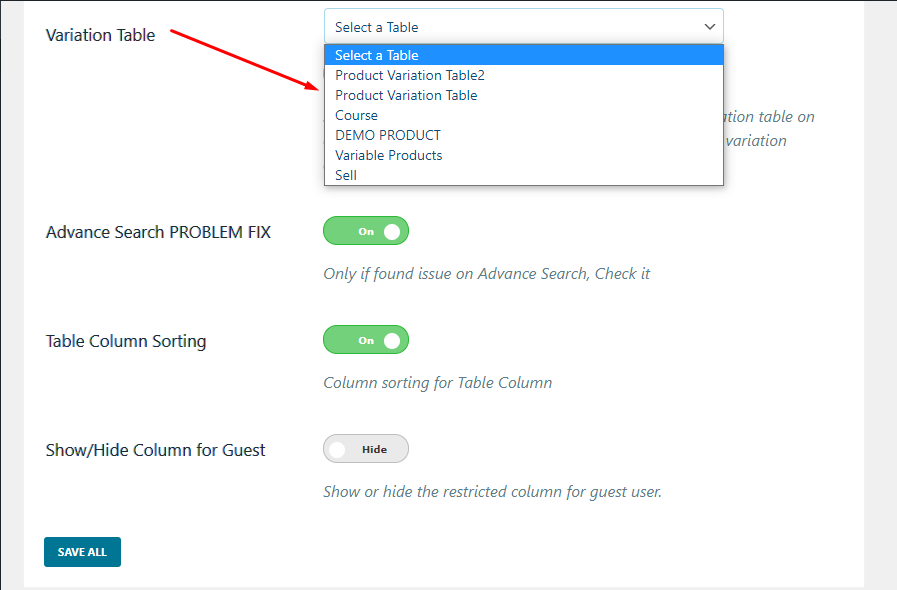 Variation Table
Select a Table
Select a Table
Product Variation Table2
Product Variation Table
Course
DEMO PRODUCT
Variable Products
Sell
table on
variation
Advance Search PROBLEM FIX
On
Only if found issue on Advance Search, Check it
Table Column Sorting
On
Column sorting for Table Column
Show/Hide Column for Guest
Hide
Show or hide the restricted column for guest user.
SAVE ALL